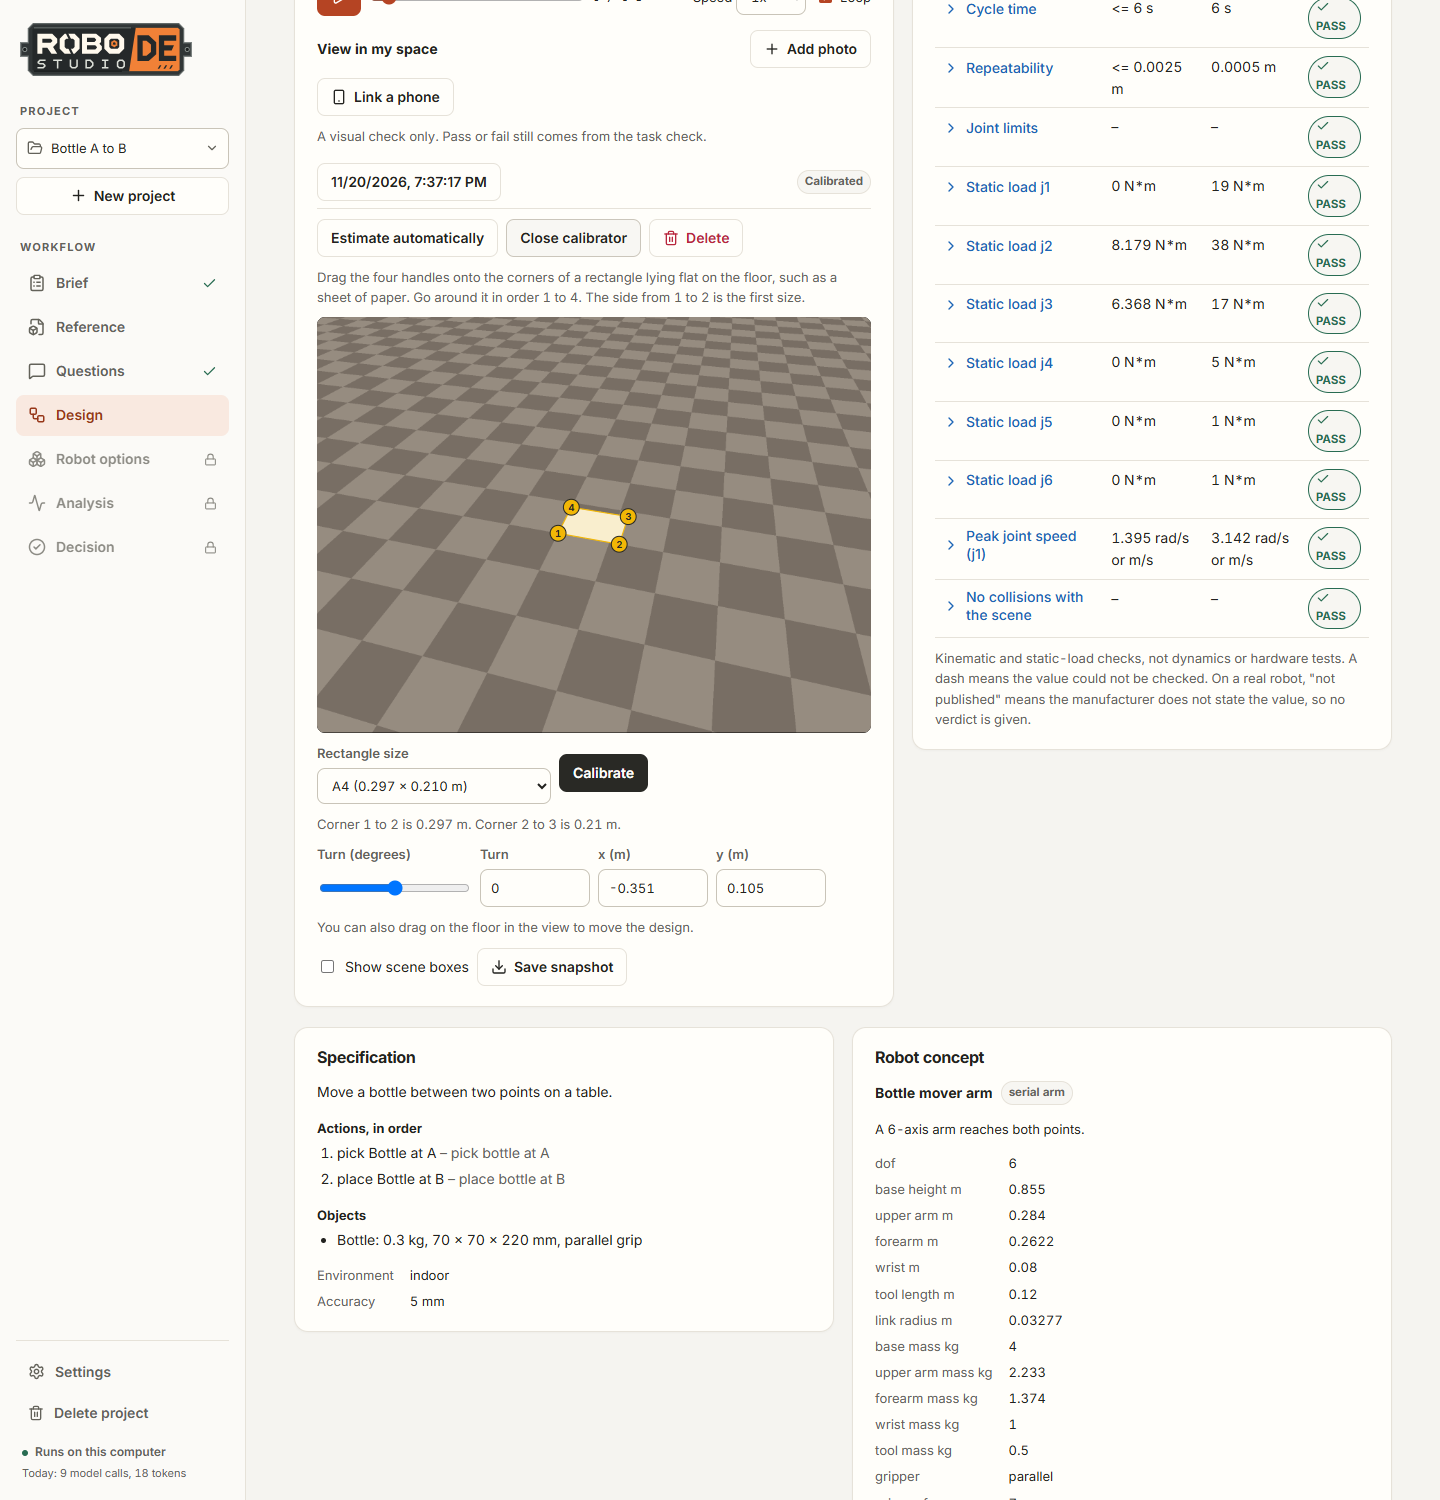 ROBO DE
STUDIO
PROJECT
Bottle A to B
New project
WORKFLOW
Brief
Reference
Questions
Design
Robot options
Analysis
Decision
Settings
Delete project
Runs on this computer
Today: 9 model calls, 18 tokens
View in my space
Add photo
Link a phone
A visual check only. Pass or fail still comes from the task check.
11/20/2026, 7:37:17 PM
Calibrated
Estimate automatically
Close calibrator
Delete
Drag the four handles onto the corners of a rectangle lying flat on the floor, such as a
sheet of paper. Go around it in order 1 to 4. The side from 1 to 2 is the first size.
4
3
1
2
Rectangle size
A4 (0.297 × 0.210 m)
Calibrate
Corner 1 to 2 is 0.297 m. Corner 2 to 3 is 0.21 m.
Turn (degrees)
Turn
x (m)
y (m)
0
-0.351
0.105
You can also drag on the floor in the view to move the design.
Show scene boxes
Save snapshot
Cycle time
<= 6 s
6 s
PASS
Repeatability
<= 0.0025
m
0.0005 m
PASS
Joint limits
–
–
PASS
Static load j1
0 N*m
19 N*m
PASS
Static load j2
8.179 N*m
38 N*m
PASS
Static load j3
6.368 N*m
17 N*m
PASS
Static load j4
0 N*m
5 N*m
PASS
Static load j5
0 N*m
1 N*m
PASS
Static load j6
0 N*m
1 N*m
PASS
Peak joint speed
(j1)
1.395 rad/s
or m/s
3.142 rad/s
or m/s
PASS
No collisions with
the scene
–
–
PASS
Kinematic and static-load checks, not dynamics or hardware tests. A
dash means the value could not be checked. On a real robot, "not
published" means the manufacturer does not state the value, so no
verdict is given.
Specification
Move a bottle between two points on a table.
Actions, in order
1. pick Bottle at A – pick bottle at A
2. place Bottle at B – place bottle at B
Objects
• Bottle: 0.3 kg, 70 × 70 × 220 mm, parallel grip
Environment indoor
Accuracy 5 mm
Robot concept
Bottle mover arm
serial arm
A 6-axis arm reaches both points.
dof 6
base height m 0.855
upper arm m 0.284
forearm m 0.2622
wrist m 0.08
tool length m 0.12
link radius m 0.03277
base mass kg 4
upper arm mass kg 2.233
forearm mass kg 1.374
wrist mass kg 1
tool mass kg 0.5
gripper parallel